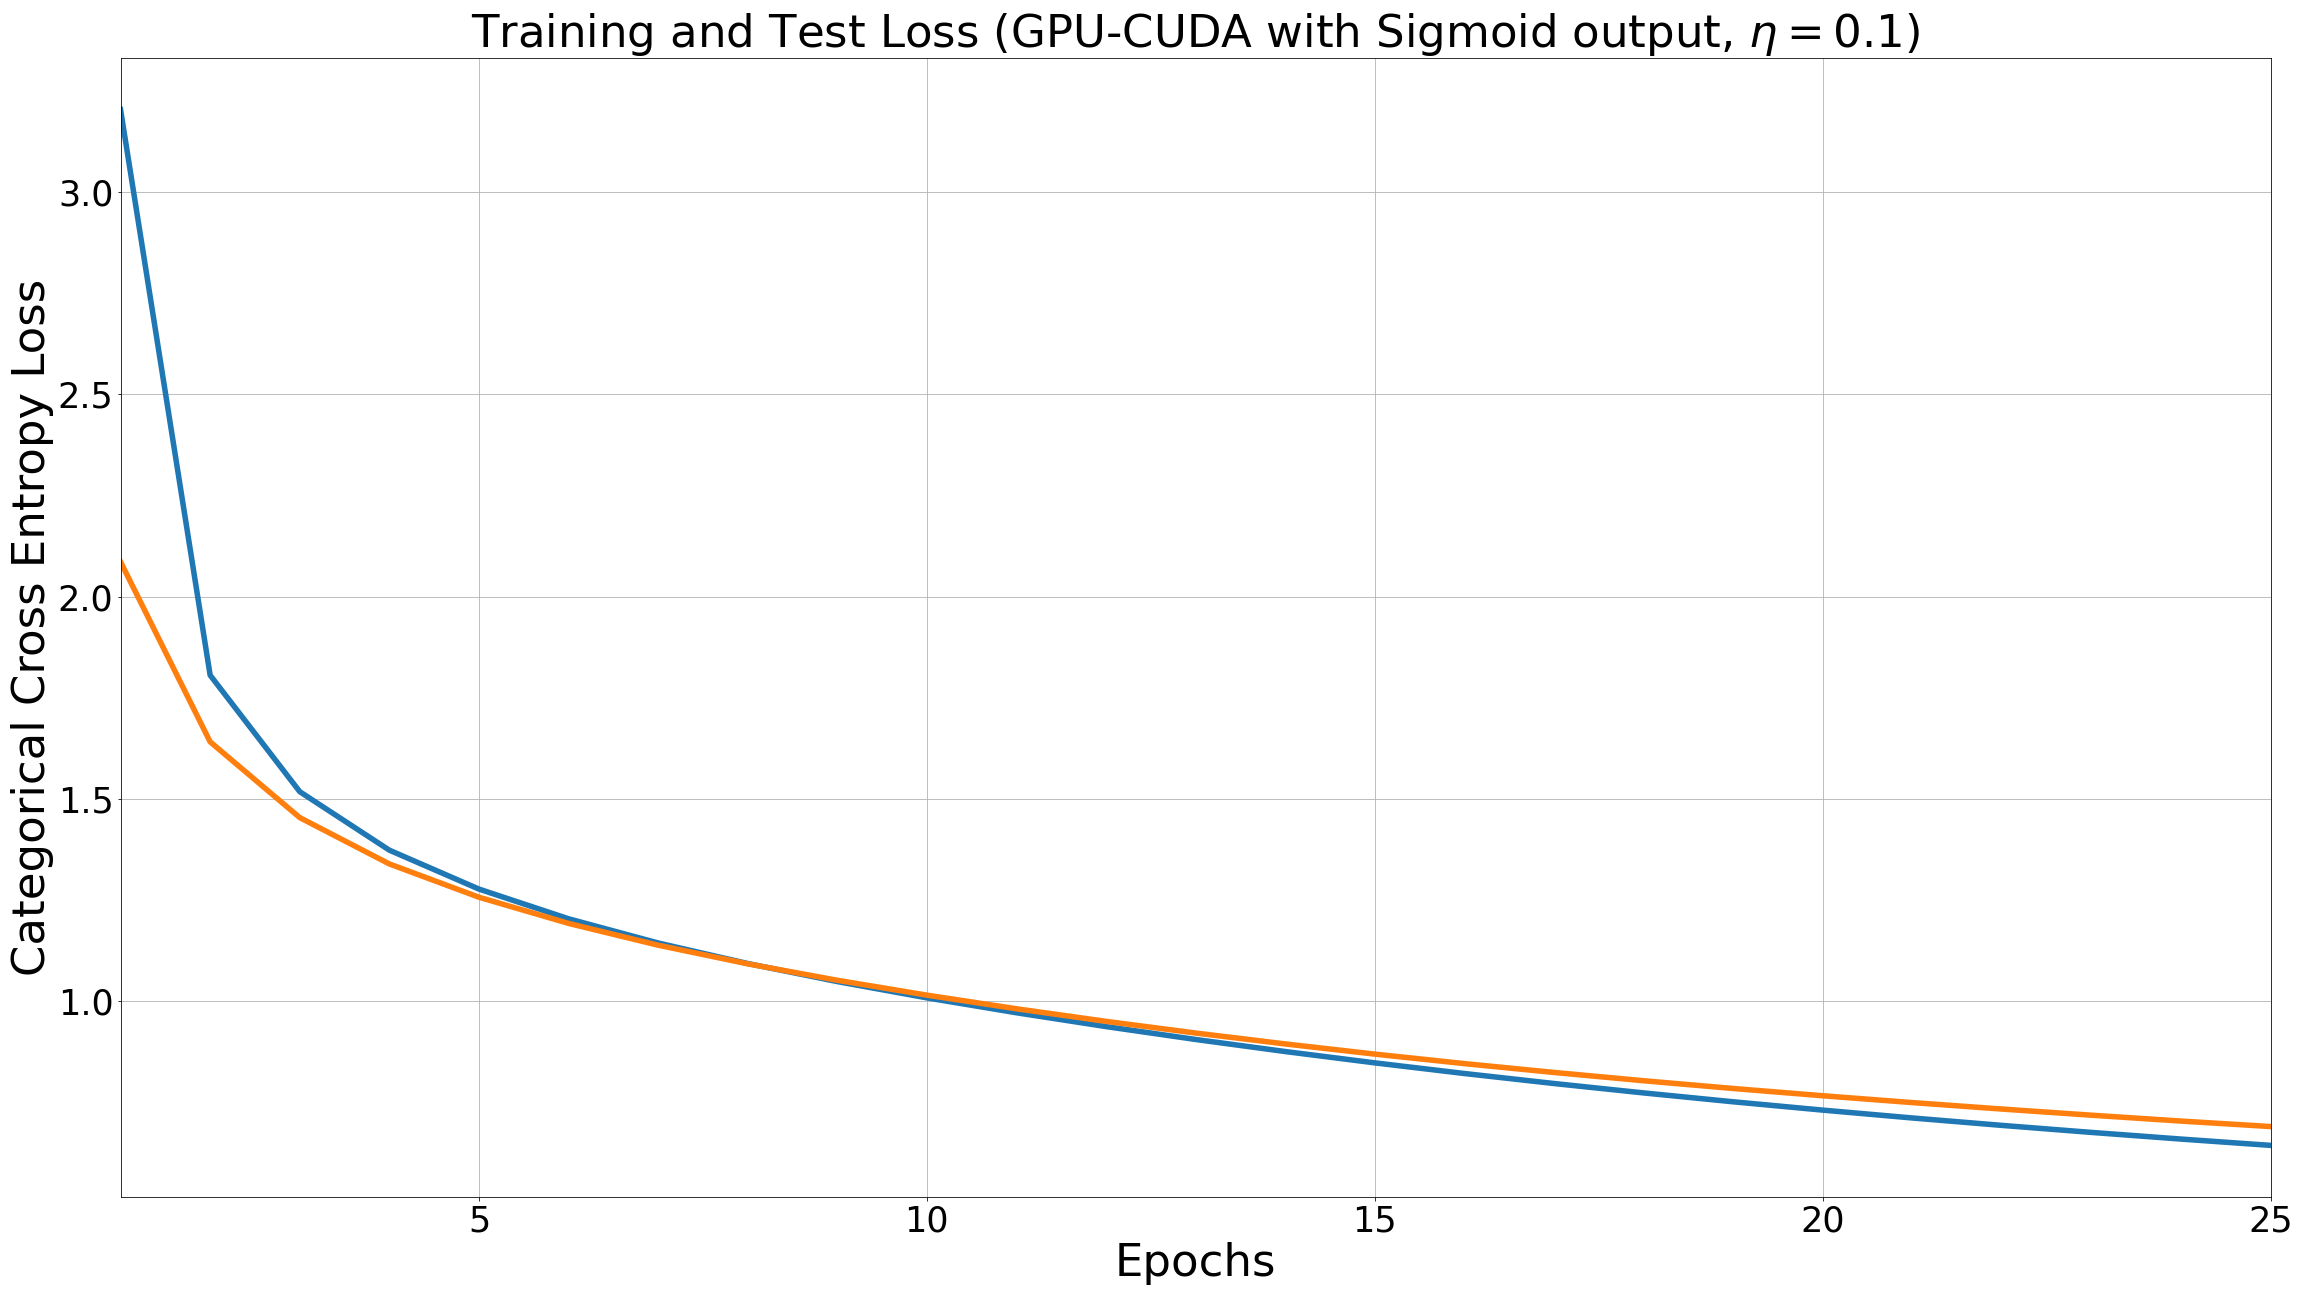 Training and Test Loss (GPU-CUDA with Sigmoid output, η = 0.1)
Categorical Cross Entropy Loss
3.0
2.5
2.0
1.5
1.0
5 10 15 20 25
Epochs